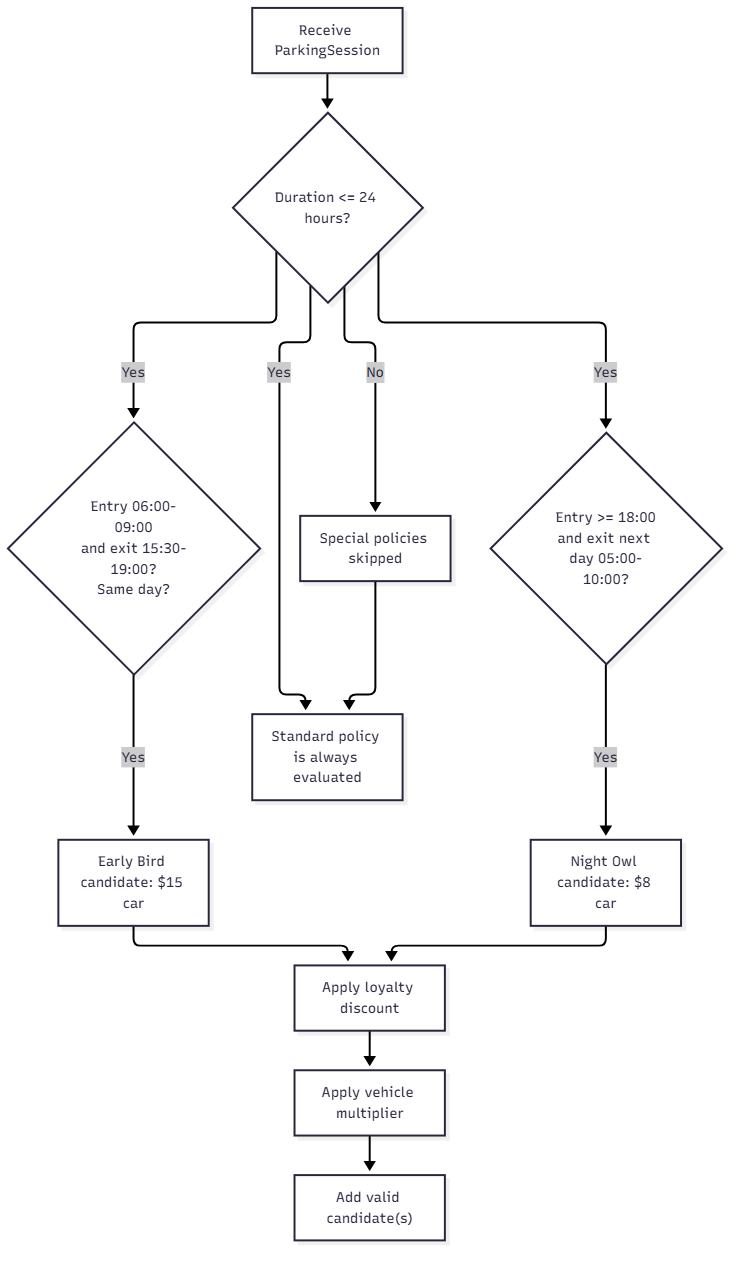 Receive
ParkingSession
Duration <= 24
hours?
Yes
Yes
No
Yes
Entry 06:00-
09:00
and exit 15:30-
19:00?
Same day?
Special policies
skipped
Entry >= 18:00
and exit next
day 05:00-
10:00?
Standard policy
is always
evaluated
Yes
Yes
Early Bird
candidate: $15
car
Night Owl
candidate: $8
car
Apply loyalty
discount
Apply vehicle
multiplier
Add valid
candidate(s)